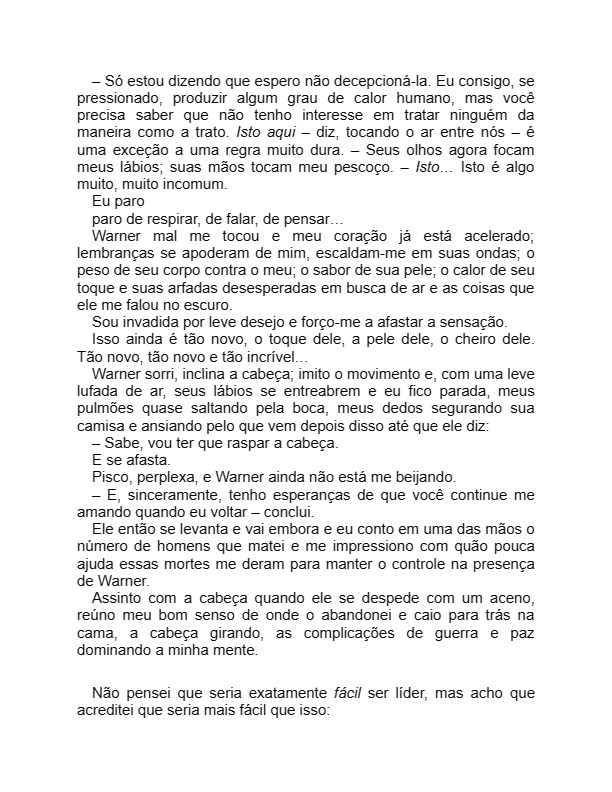 – Só estou dizendo que espero não decepcioná-la. Eu consigo, se
pressionado, produzir algum grau de calor humano, mas você
precisa saber que não tenho interesse em tratar ninguém da
maneira como a trato. Isto aqui – diz, tocando o ar entre nós – é
uma exceção a uma regra muito dura. – Seus olhos agora focam
meus lábios; suas mãos tocam meu pescoço. – Isto… Isto é algo
muito, muito incomum.
Eu paro
paro de respirar, de falar, de pensar…
Warner mal me tocou e meu coração já está acelerado;
lembranças se apoderam de mim, escaldam-me em suas ondas; o
peso de seu corpo contra o meu; o sabor de sua pele; o calor de seu
toque e suas arfadas desesperadas em busca de ar e as coisas que
ele me falou no escuro.
Sou invadida por leve desejo e forço-me a afastar a sensação.
Isso ainda é tão novo, o toque dele, a pele dele, o cheiro dele.
Tão novo, tão novo e tão incrível…
Warner sorri, inclina a cabeça; imito o movimento e, com uma leve
lufada de ar, seus lábios se entreabrem e eu fico parada, meus
pulmões quase saltando pela boca, meus dedos segurando sua
camisa e ansiando pelo que vem depois disso até que ele diz:
– Sabe, vou ter que raspar a cabeça.
E se afasta.
Pisco, perplexa, e Warner ainda não está me beijando.
– E, sinceramente, tenho esperanças de que você continue me
amando quando eu voltar – conclui.
Ele então se levanta e vai embora e eu conto em uma das mãos o
número de homens que matei e me impressiono com quão pouca
ajuda essas mortes me deram para manter o controle na presença
de Warner.
Assinto com a cabeça quando ele se despede com um aceno,
reúno meu bom senso de onde o abandonei e caio para trás na
cama, a cabeça girando, as complicações de guerra e paz
dominando a minha mente.
Não pensei que seria exatamente fácil ser líder, mas acho que
acreditei que seria mais fácil que isso: